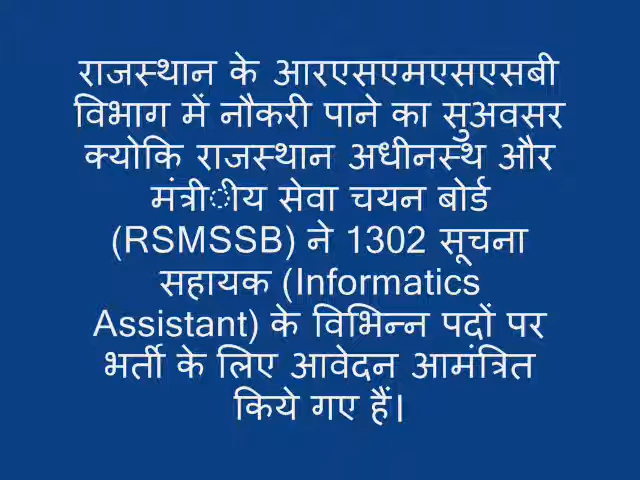 राजस्थान के आरएसएमएसएसबी
विभाग में नौकरी पाने का सुअवसर
क्योकि राजस्थान अधीनस्थ और
मंत्रीीय सेवा चयन बोर्ड
(RSMSSB) ने 1302 सूचना
सहायक (Informatics
Assistant) के विभिन्न पदों पर
भर्ती के लिए आवेदन आमंत्रित
किये गए हैं।